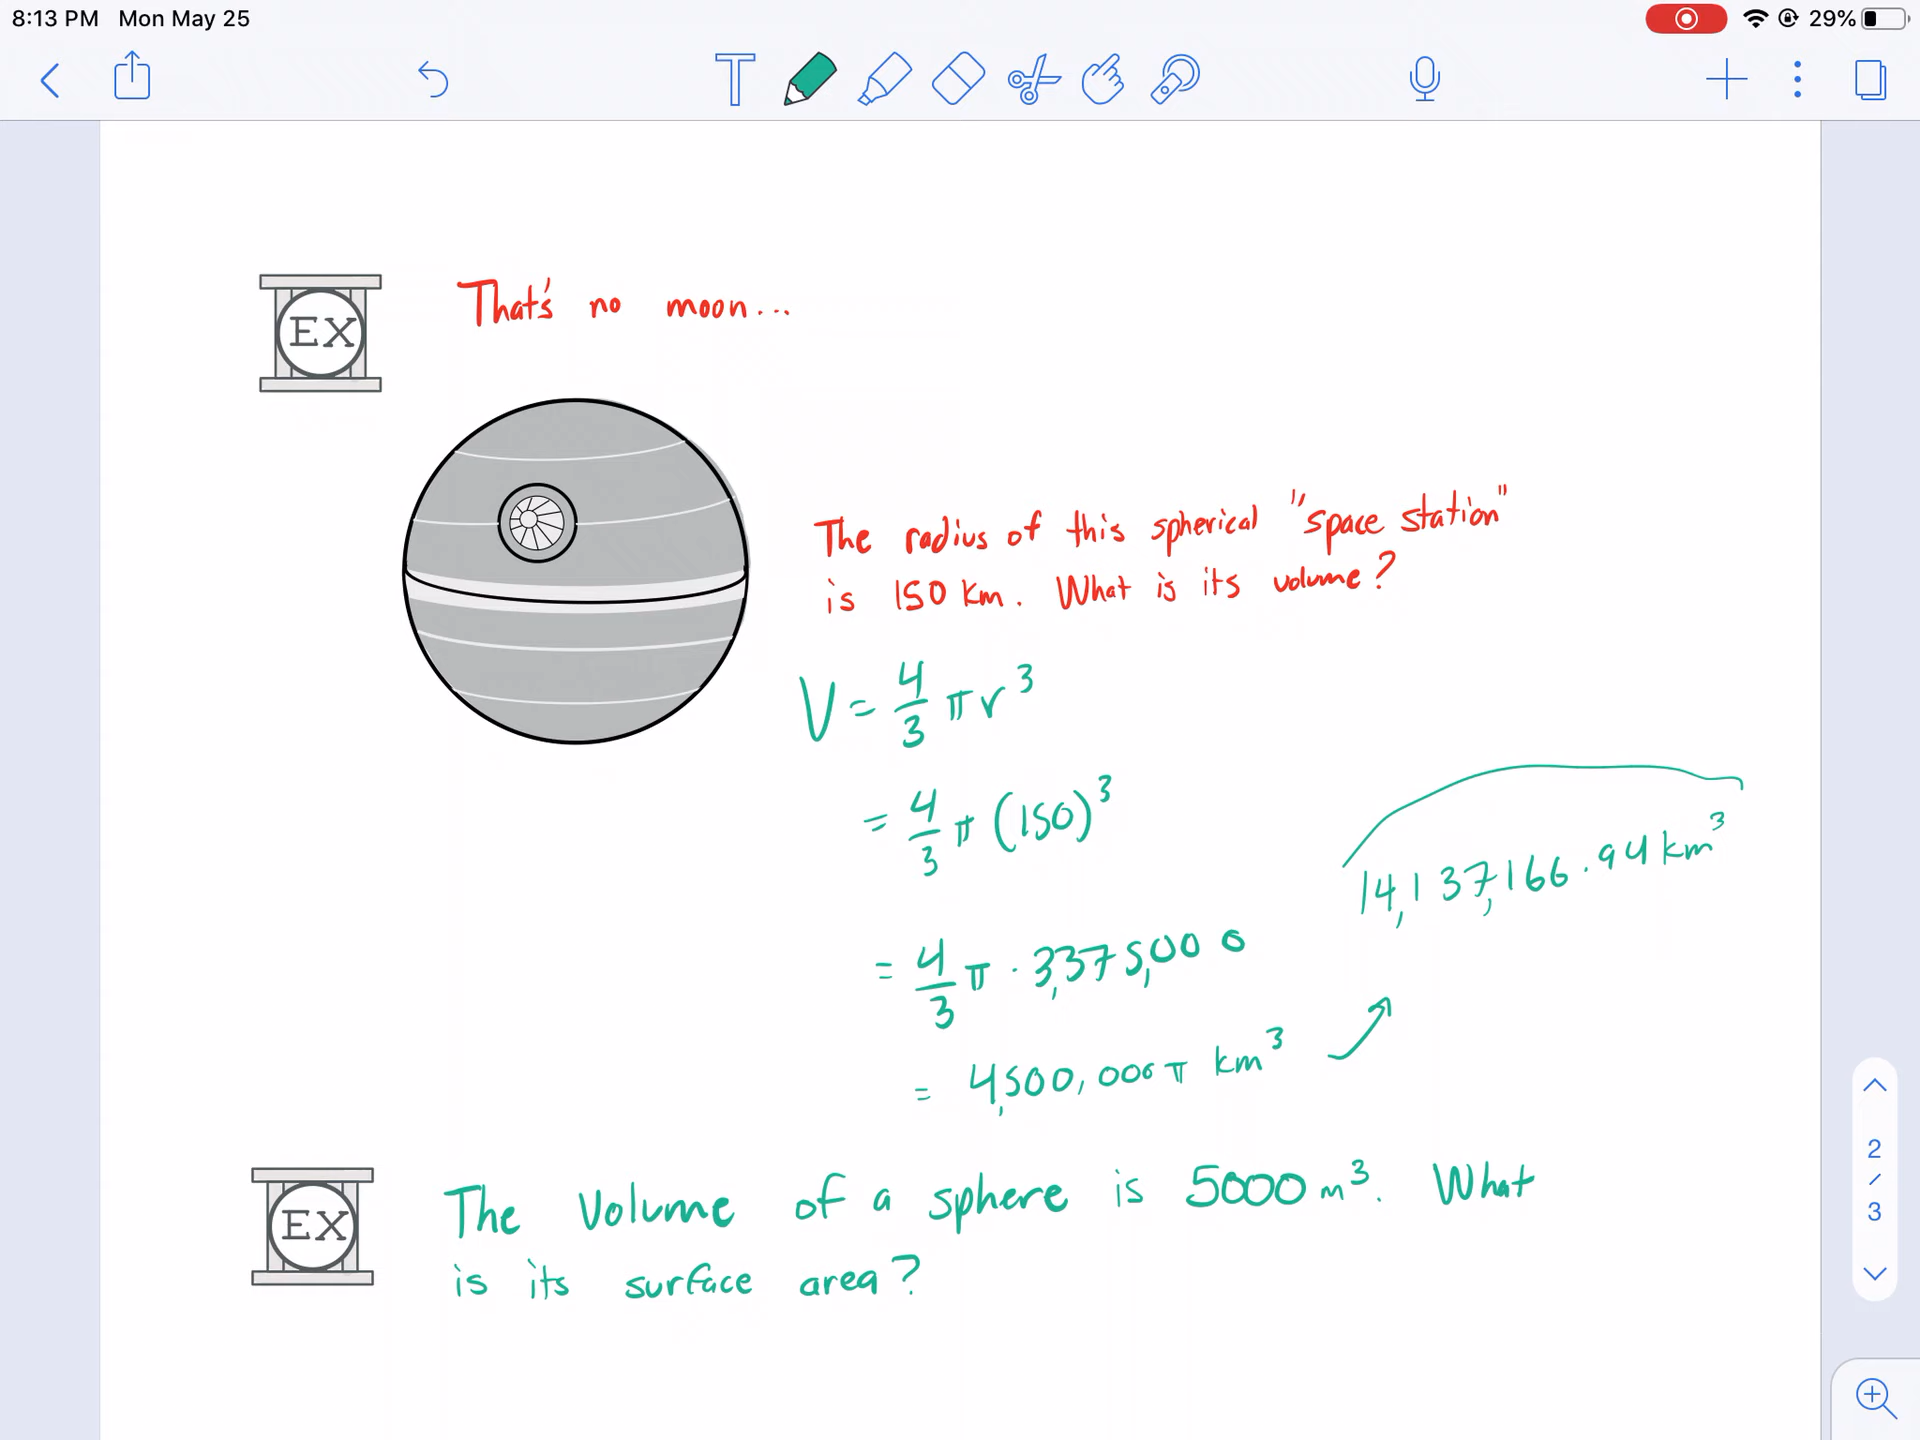 8:13 PM Mon May 25 29%
T
EX
That's no moon...
The radius of this spherical "space station"
is 150 km. What is its volume?
V = 4/3 π r³
= 4/3 π (150)³
14,137,166.94 km³
= 4/3 π · 3,375,000
= 4,500,000 π km³
EX
The Volume of a sphere is 5000 m³. What
is its surface area?
2
/
3